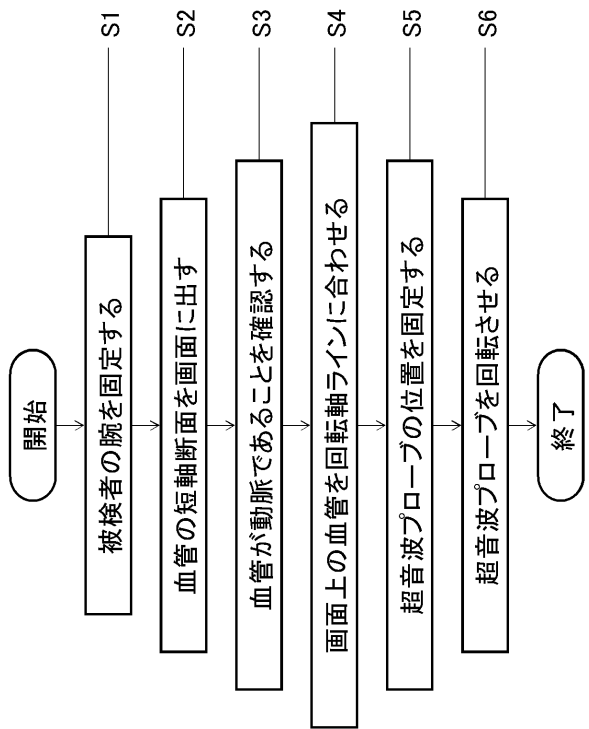 開始
被検者の腕を固定する
S1
血管の短軸断面を画面に出す
S2
血管が動脈であることを確認する
S3
画面上の血管を回転軸ラインに合わせる
S4
超音波プローブの位置を固定する
S5
超音波プローブを回転させる
S6
終了